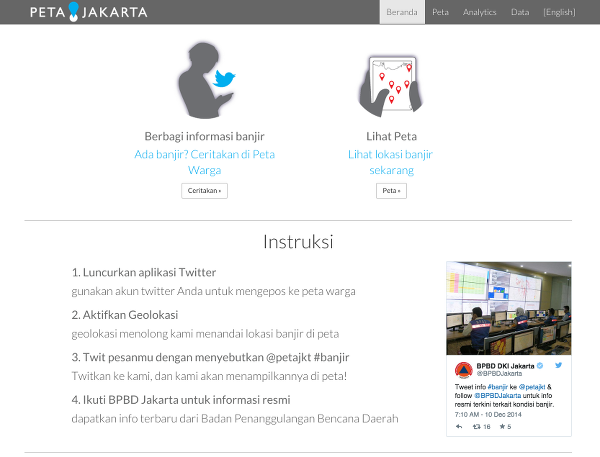 PETA JAKARTA
Beranda Peta Analytics Data [English]
Berbagi informasi banjir
Ada banjir? Ceritakan di Peta
Warga
Ceritakan »
Lihat Peta
Lihat lokasi banjir
sekarang
Peta »
Instruksi
1. Luncurkan aplikasi Twitter
gunakan akun twitter Anda untuk mengepos ke peta warga
2. Aktifkan Geolokasi
geolokasi menolong kami menandai lokasi banjir di peta
3. Twit pesanmu dengan menyebutkan @petajkt #banjir
Twitkan ke kami, dan kami akan menampilkannya di peta!
4. Ikuti BPBD Jakarta untuk informasi resmi
dapatkan info terbaru dari Badan Penanggulangan Bencana Daerah
BPBD DKI Jakarta
@BPBDJakarta
Tweet info #banjir ke @petajkt &
follow @BPBDJakarta untuk info
resmi terkini terkait kondisi banjir.
7:10 AM - 10 Dec 2014
16 5